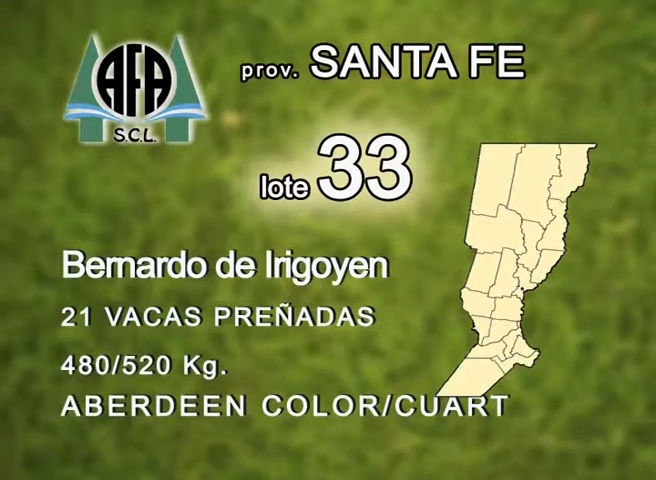 AFA
S.C.L.
prov. SANTA FE
lote 33
Bernardo de Irigoyen
21 VACAS PREÑADAS
480/520 Kg.
ABERDEEN COLOR/CUART